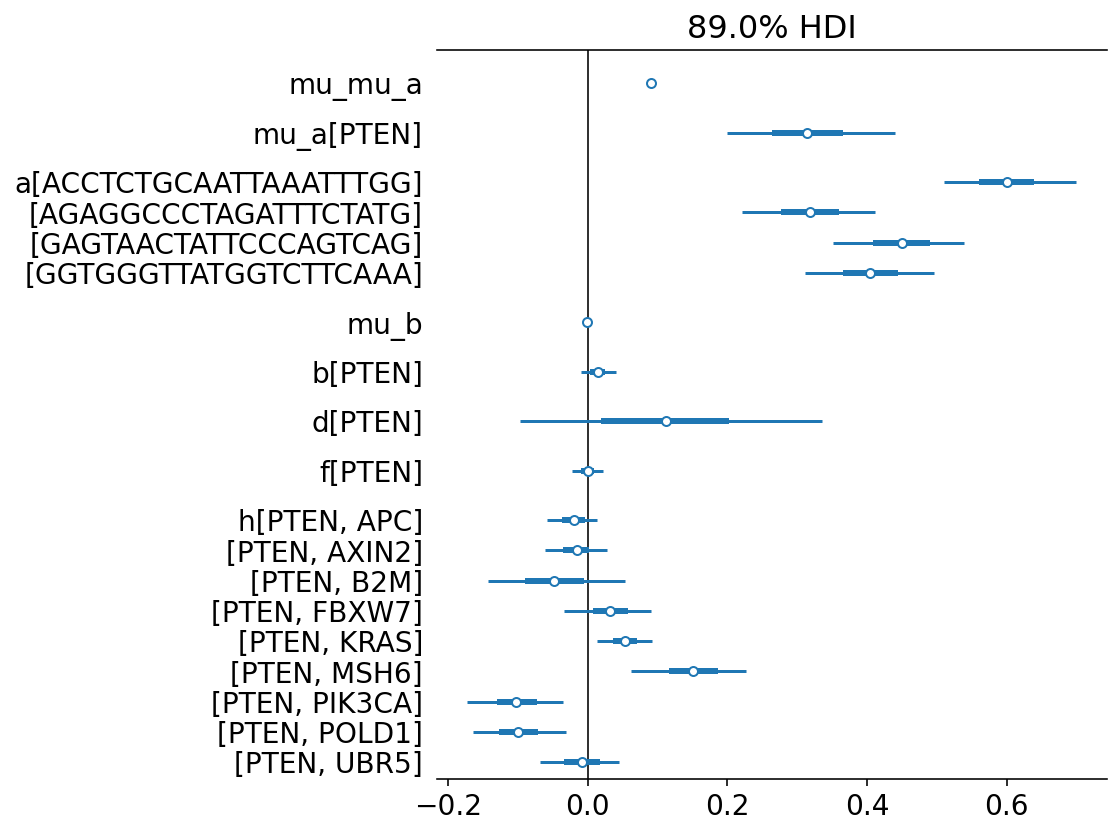 89.0% HDI
mu_mu_a
mu_a[PTEN]
a[ACCTCTGCAATTAAATTTGG]
[AGAGGCCCTAGATTTCTATG]
[GAGTAACTATTCCCAGTCAG]
[GGTGGGTTATGGTCTTCAAA]
mu_b
b[PTEN]
d[PTEN]
f[PTEN]
h[PTEN, APC]
[PTEN, AXIN2]
[PTEN, B2M]
[PTEN, FBXW7]
[PTEN, KRAS]
[PTEN, MSH6]
[PTEN, PIK3CA]
[PTEN, POLD1]
[PTEN, UBR5]
−0.2 0.0 0.2 0.4 0.6